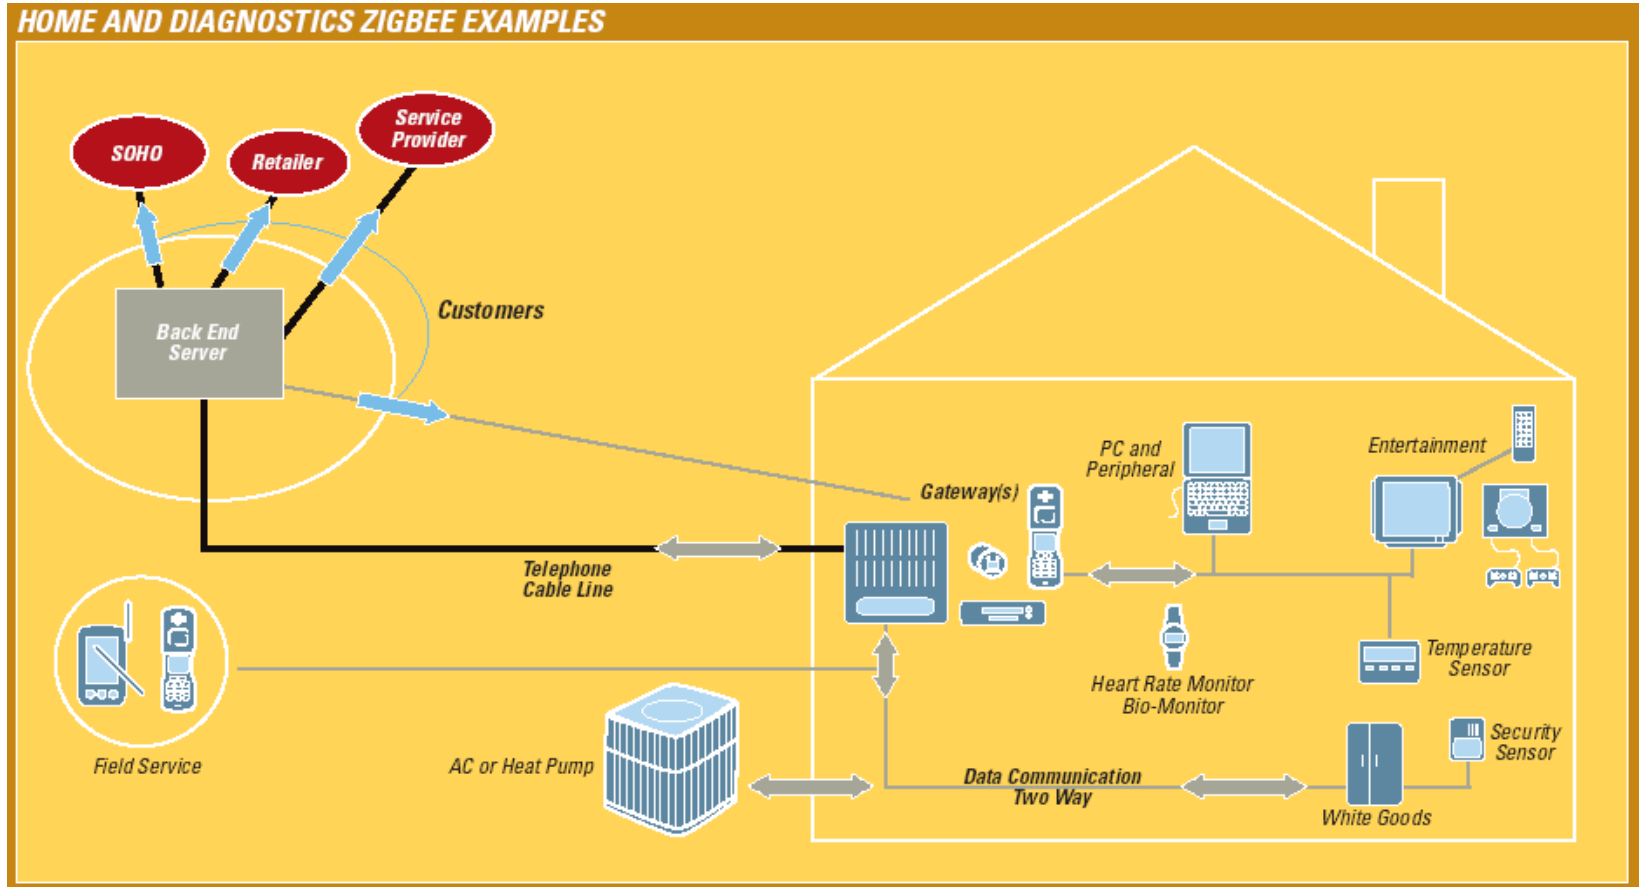 HOME AND DIAGNOSTICS ZIGBEE EXAMPLES
SOHO
Retailer
Service
Provider
Back End
Server
Customers
Telephone
Cable Line
Field Service
AC or Heat Pump
Gateway(s)
PC and
Peripheral
Entertainment
Heart Rate Monitor
Bio-Monitor
Temperature
Sensor
Security
Sensor
Data Communication
Two Way
White Goods